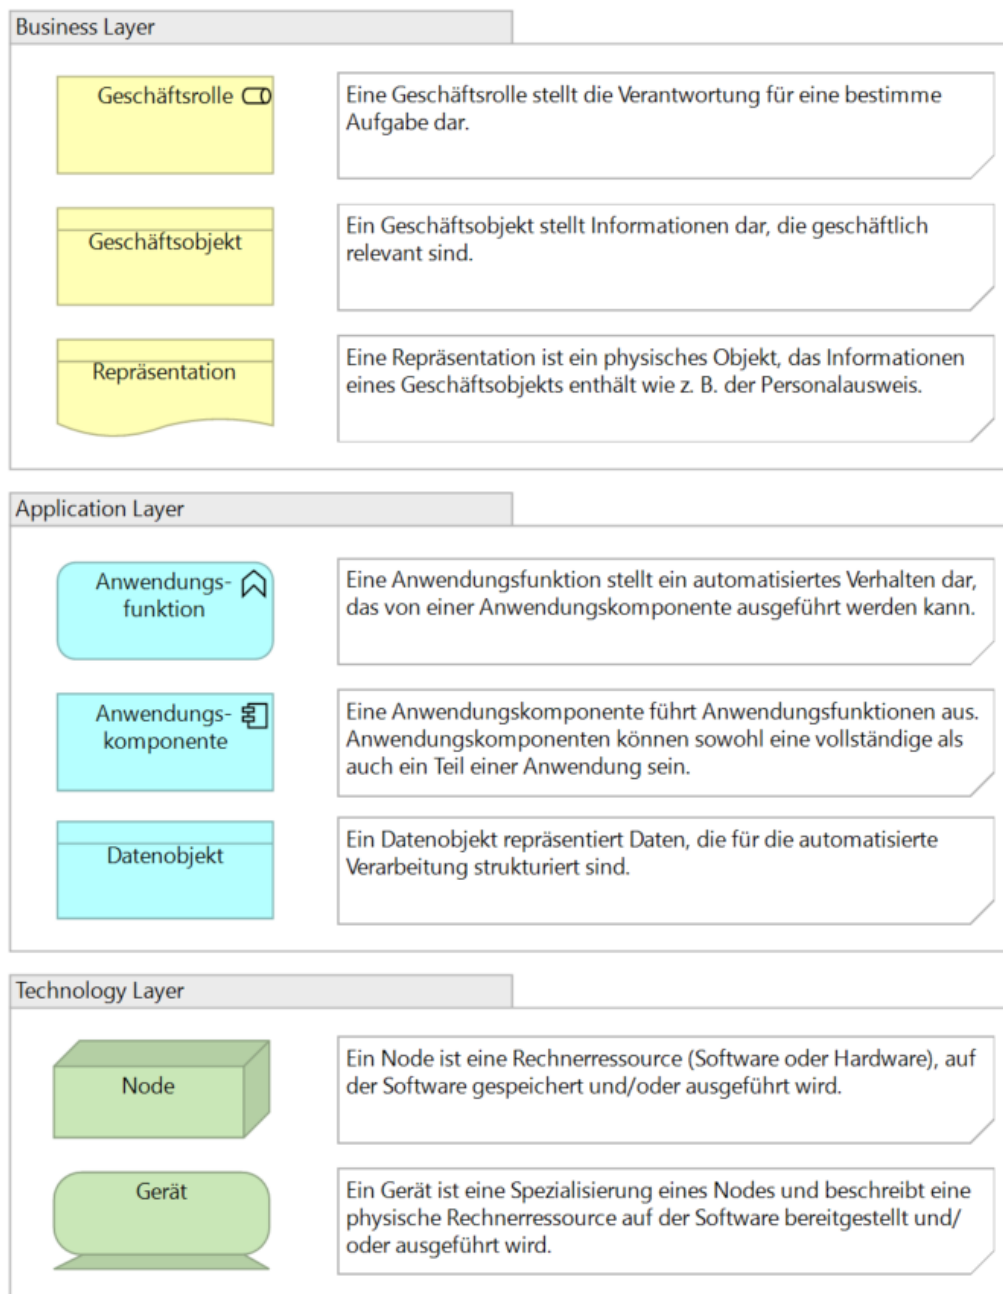 Business Layer
Geschäftsrolle
Eine Geschäftsrolle stellt die Verantwortung für eine bestimme
Aufgabe dar.
Geschäftsobjekt
Ein Geschäftsobjekt stellt Informationen dar, die geschäftlich
relevant sind.
Repräsentation
Eine Repräsentation ist ein physisches Objekt, das Informationen
eines Geschäftsobjekts enthält wie z. B. der Personalausweis.
Application Layer
Anwendungs-
funktion
Eine Anwendungsfunktion stellt ein automatisiertes Verhalten dar,
das von einer Anwendungskomponente ausgeführt werden kann.
Anwendungs-
komponente
Eine Anwendungskomponente führt Anwendungsfunktionen aus.
Anwendungskomponenten können sowohl eine vollständige als
auch ein Teil einer Anwendung sein.
Datenobjekt
Ein Datenobjekt repräsentiert Daten, die für die automatisierte
Verarbeitung strukturiert sind.
Technology Layer
Node
Ein Node ist eine Rechnerressource (Software oder Hardware), auf
der Software gespeichert und/oder ausgeführt wird.
Gerät
Ein Gerät ist eine Spezialisierung eines Nodes und beschreibt eine
physische Rechnerressource auf der Software bereitgestellt und/
oder ausgeführt wird.